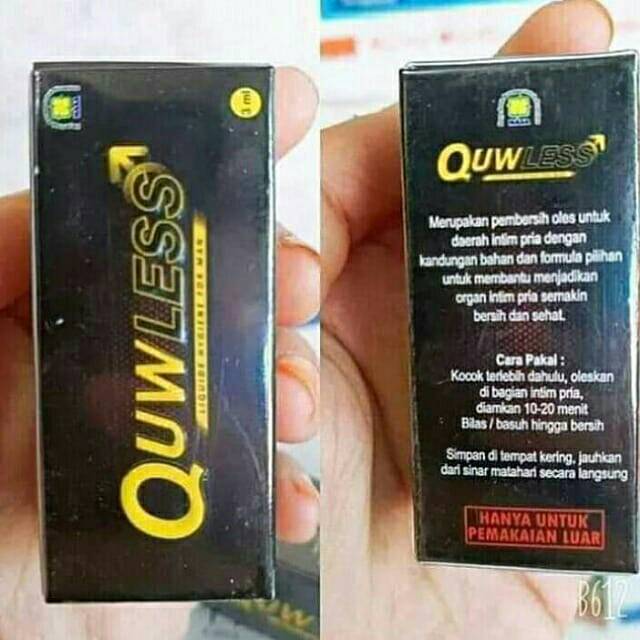 3 ml
QUWLESS
LIQUIDE HYGIENE FOR MAN
QUWLESS
Merupakan pembersih oles untuk
daerah intim pria dengan
kandungan bahan dan formula pilihan
untuk membantu menjadikan
organ intim pria semakin
bersih dan sehat.
Cara Pakai :
Kocok terlebih dahulu, oleskan
di bagian intim pria,
diamkan 10-20 menit
Bilas / basuh hingga bersih
Simpan di tempat kering, jauhkan
dari sinar matahari secara langsung
HANYA UNTUK
PEMAKAIAN LUAR
QUW
B612